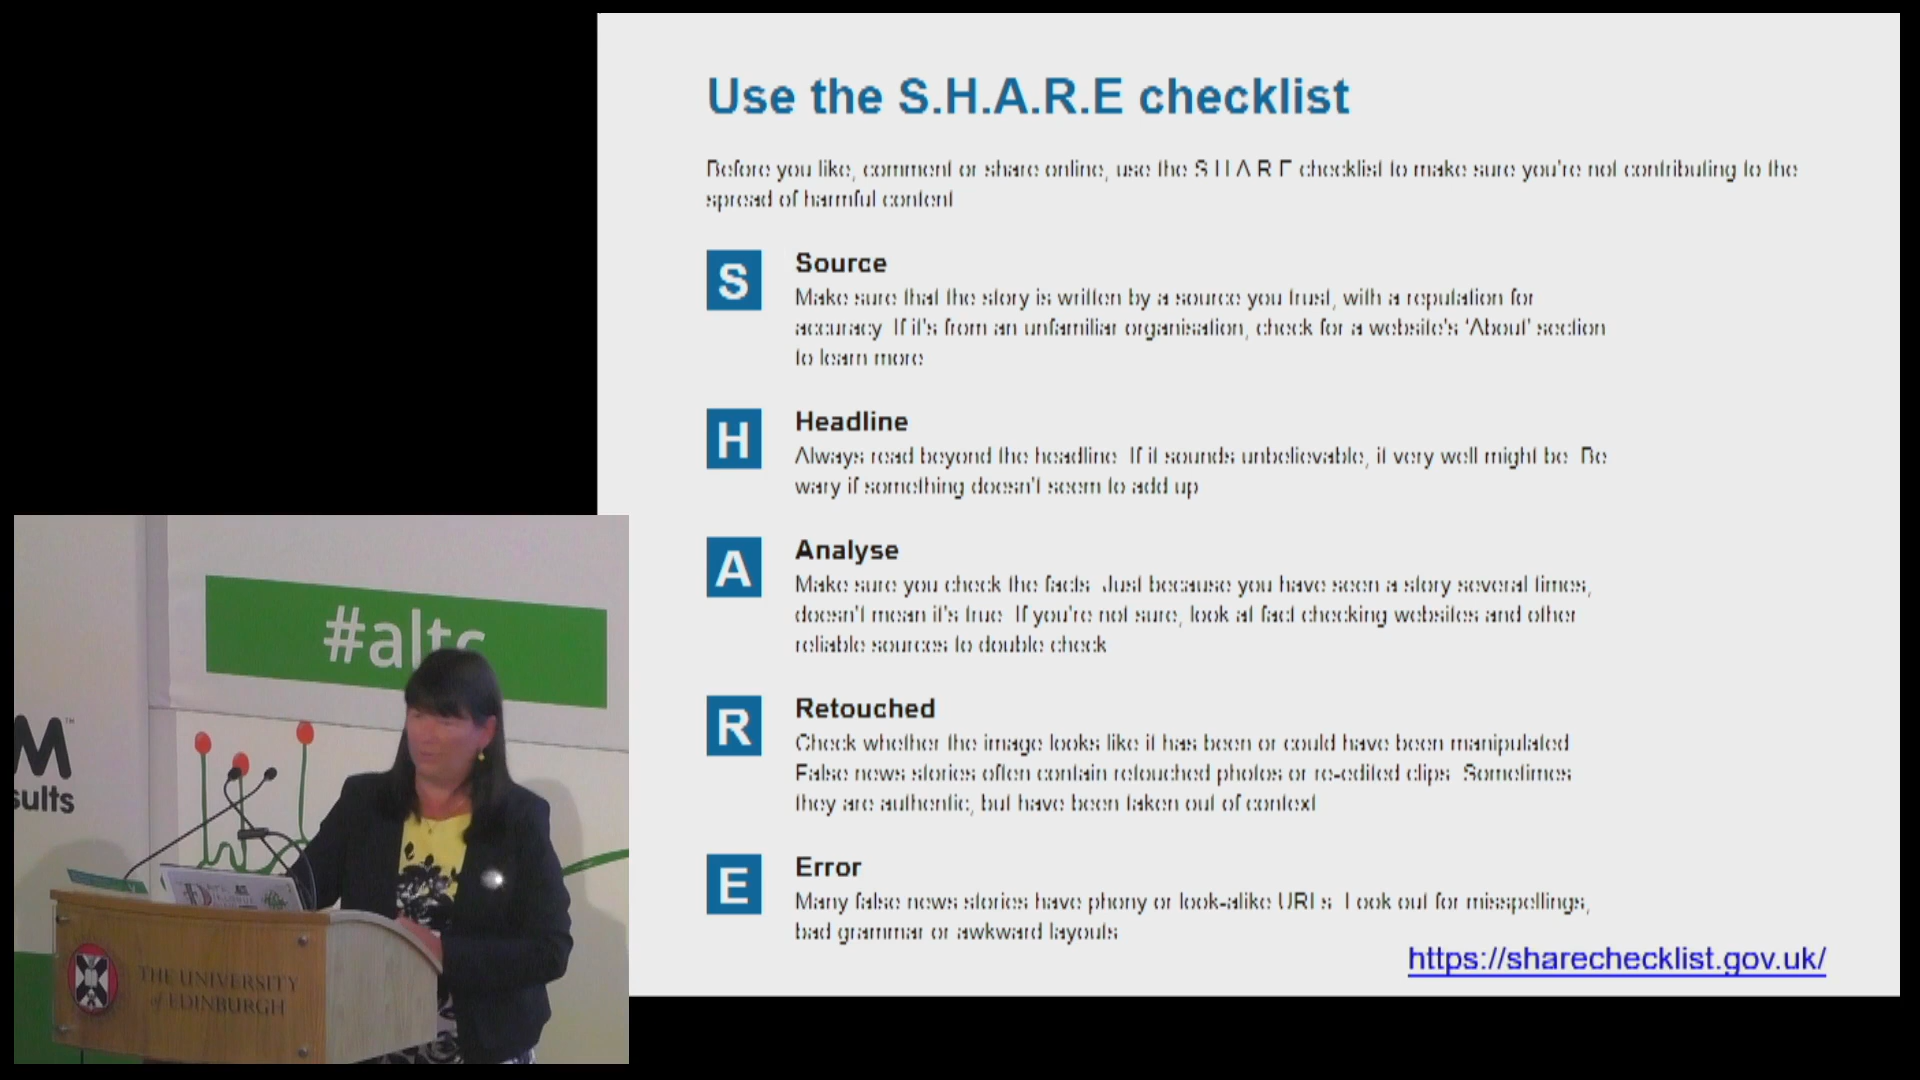 Use the S.H.A.R.E checklist
Before you like, comment or share online, use the S.H.A.R.E checklist to make sure you're not contributing to the
spread of harmful content.
S
Source
Make sure that the story is written by a source you trust, with a reputation for
accuracy. If it's from an unfamiliar organisation, check for a website's 'About' section
to learn more.
H
Headline
Always read beyond the headline. If it sounds unbelievable, it very well might be. Be
wary if something doesn't seem to add up.
A
Analyse
Make sure you check the facts. Just because you have seen a story several times,
doesn't mean it's true. If you're not sure, look at fact checking websites and other
reliable sources to double check.
R
Retouched
Check whether the image looks like it has been or could have been manipulated.
False news stories often contain retouched photos or re-edited clips. Sometimes
they are authentic, but have been taken out of context.
E
Error
Many false news stories have phony or look-alike URLs. Look out for misspellings,
bad grammar or awkward layouts.
https://sharechecklist.gov.uk/
#altc
M™
sults
THE UNIVERSITY
of EDINBURGH